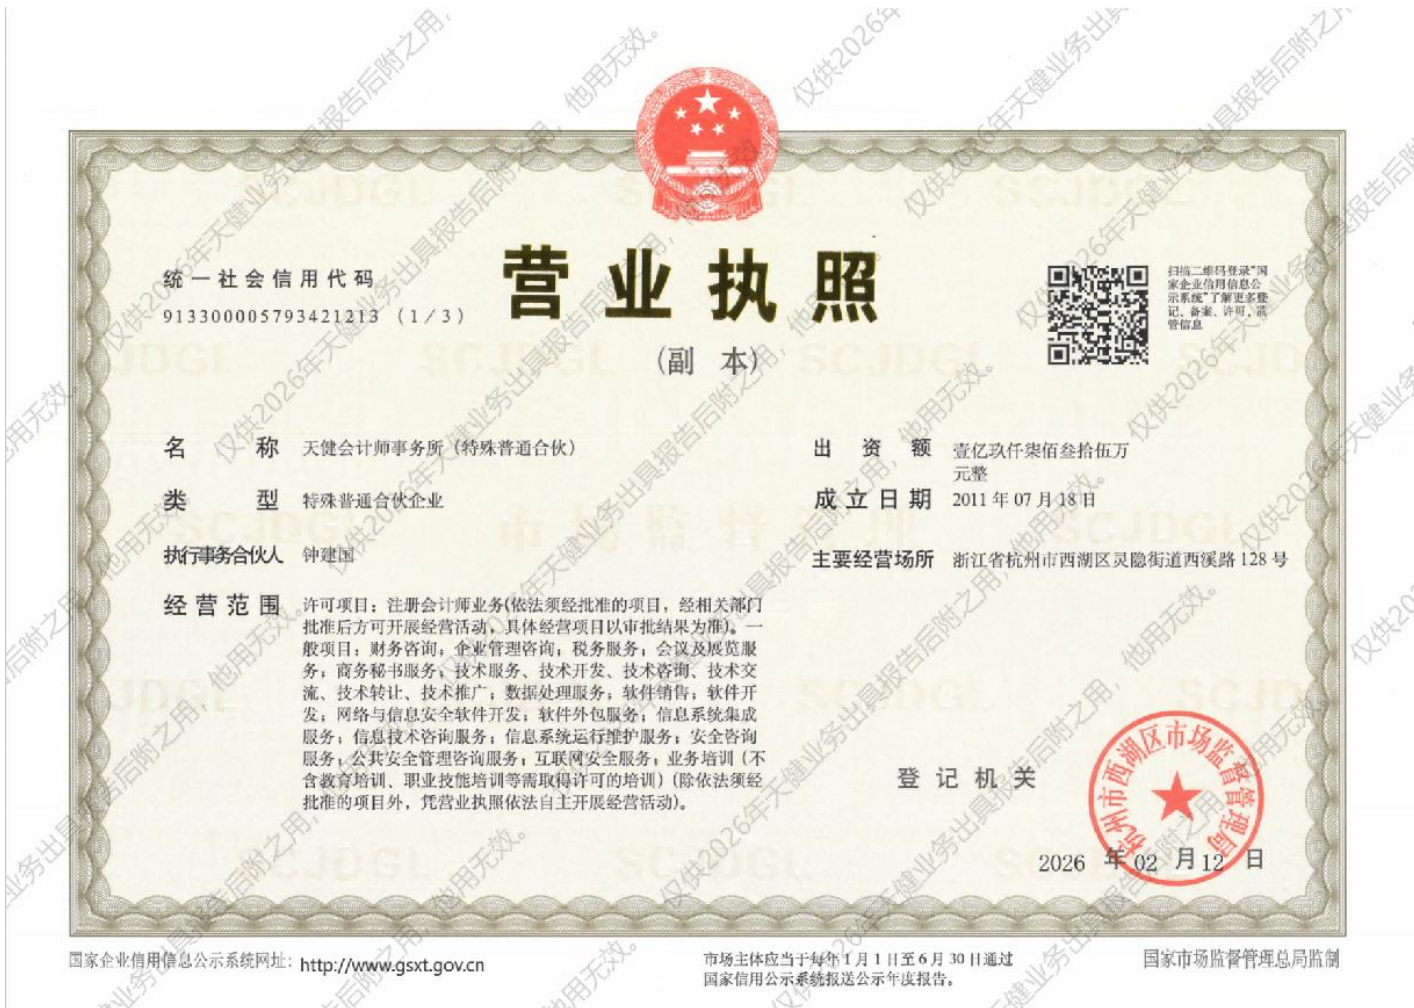 营业执照
(副 本)
统一社会信用代码
913300005793421213 (1/3)
扫描二维码登录“国
家企业信用信息公
示系统”了解更多登
记、备案、许可、监
管信息
名 称 天健会计师事务所（特殊普通合伙）
类 型 特殊普通合伙企业
执行事务合伙人 钟建国
经营范围 许可项目：注册会计师业务(依法须经批准的项目，经相关部门
批准后方可开展经营活动，具体经营项目以审批结果为准)。一
般项目：财务咨询；企业管理咨询；税务服务；会议及展览服
务；商务秘书服务；技术服务、技术开发、技术咨询、技术交
流、技术转让、技术推广；数据处理服务；软件销售；软件开
发；网络与信息安全软件开发；软件外包服务；信息系统集成
服务；信息技术咨询服务；信息系统运行维护服务；安全咨询
服务；公共安全管理咨询服务；互联网安全服务；业务培训（不
含教育培训、职业技能培训等需取得许可的培训）(除依法须经
批准的项目外，凭营业执照依法自主开展经营活动)。
出 资 额 壹亿玖仟柒佰叁拾伍万
元整
成立日期 2011 年 07 月 18 日
主要经营场所 浙江省杭州市西湖区灵隐街道西溪路 128 号
登记机关
杭州市西湖区市场监督管理局
2026 年 02 月 12 日
国家企业信用信息公示系统网址：http://www.gsxt.gov.cn
市场主体应当于每年 1 月 1 日至 6 月 30 日通过
国家信用公示系统报送公示年度报告。
国家市场监督管理总局监制
仅供2026年天健业务出具报告后附之用，他用无效。
SCJDGL
市场监督管理